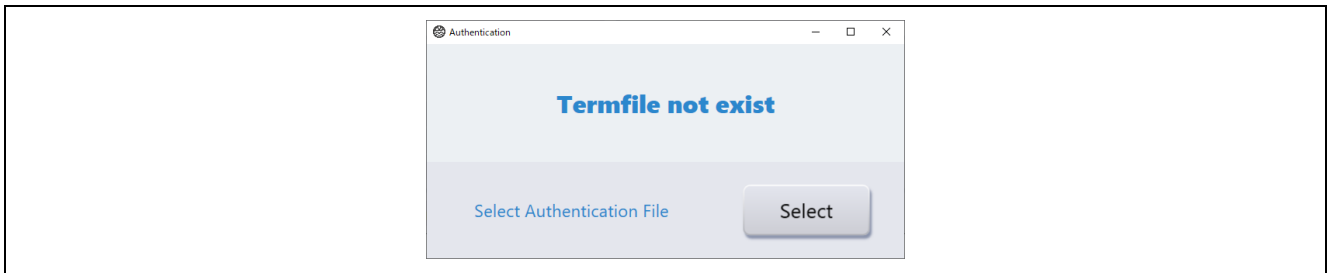 Authentication
Termfile not exist
Select Authentication File
Select